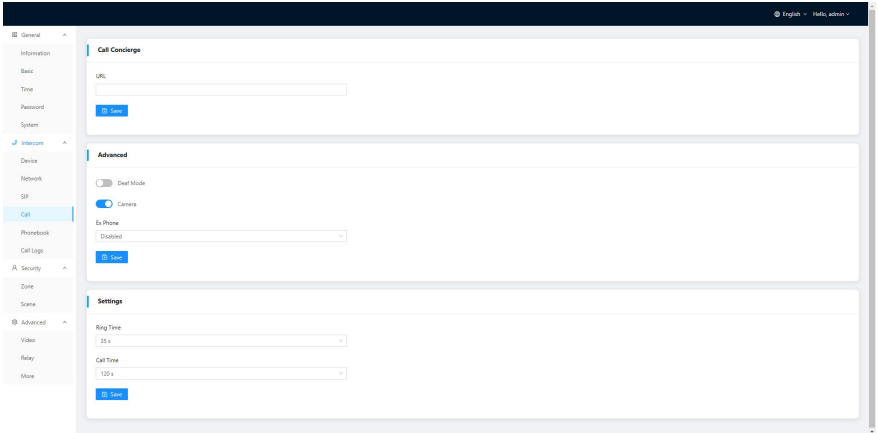 English
Hello, admin
General
Information
Basic
Time
Password
System
Intercom
Device
Network
SIP
Call
Phonebook
Call Logs
Security
Zone
Scene
Advanced
Video
Relay
More
Call Concierge
URL
Save
Advanced
Deaf Mode
Camera
Ex Phone
Disabled
Save
Settings
Ring Time
35 s
Call Time
120 s
Save